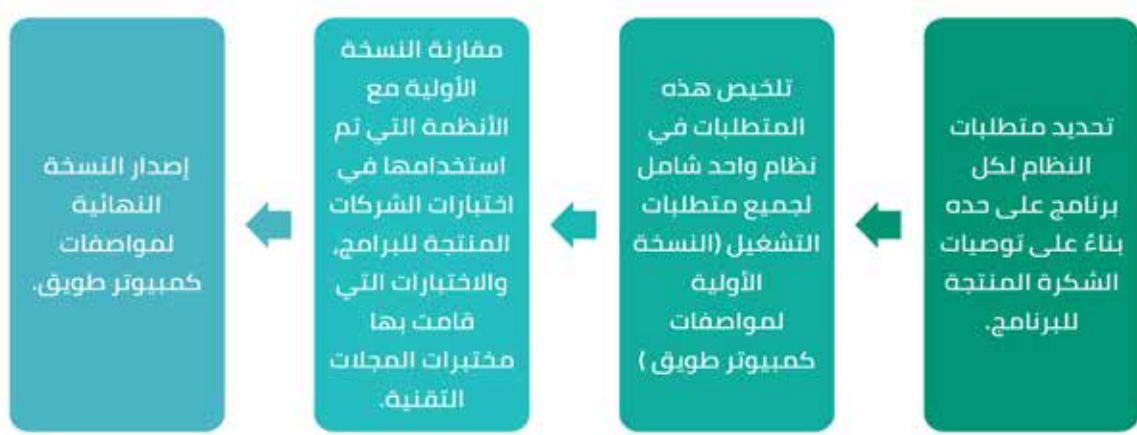 تحديد متطلبات
النظام لكل
برنامج على حده
بناءً على توصيات
الشكرة المنتجة
للبرنامج.
تلخيص هذه
المتطلبات في
نظام واحد شامل
لجميع متطلبات
التشغيل (النسخة
الأولية
لمواصفات
كمبيوتر طويق )
مقارنة النسخة
الأولية مع
الأنظمة التي تم
استخدامها في
اختبارات الشركات
المنتجة للبرامج،
والاختبارات التي
قامت بها
مختبرات المجلات
التقنية.
إصدار النسخة
النهائية
لمواصفات
كمبيوتر طويق.